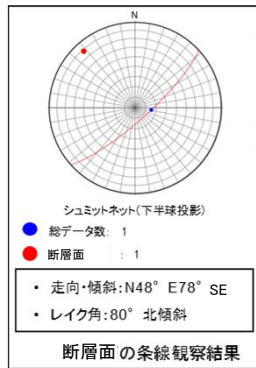 N
シュミットネット(下半球投影)
総データ数: 1
断層面 : 1
• 走向・傾斜:N48° E78° SE
• レイク角:80° 北傾斜
断層面の条線観察結果